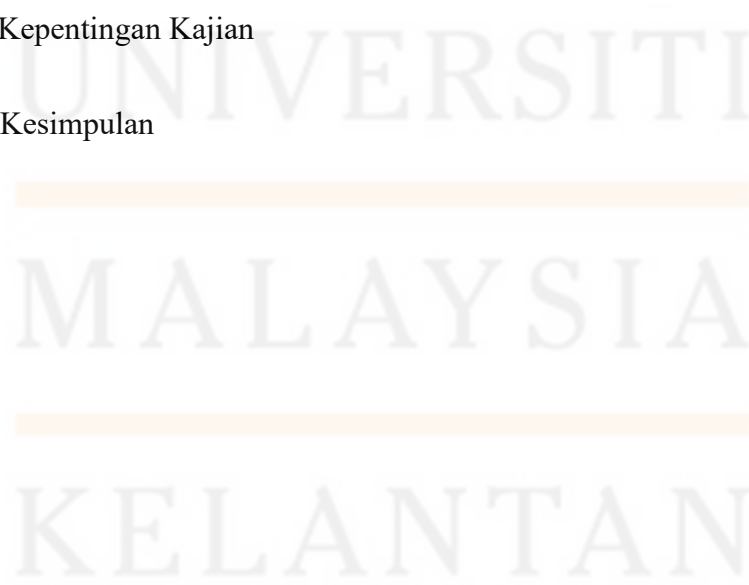 Kepentingan Kajian
UNIVERSITI
Kesimpulan
MALAYSIA
KELANTAN